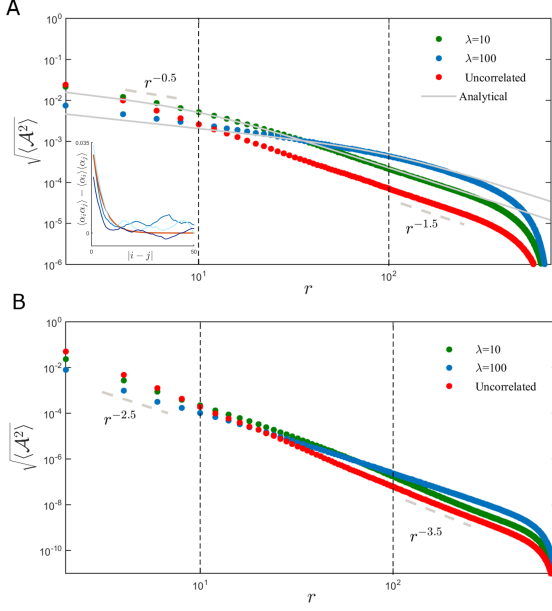 A
10^0
10^-1
10^-2
10^-3
10^-4
10^-5
10^-6
√⟨𝒜²⟩
r^−0.5
λ=10
λ=100
Uncorrelated
Analytical
r^−1.5
0.035
0
⟨α_i α_j⟩ − ⟨α_i⟩⟨α_j⟩
0
50
|i − j|
10^1
10^2
r
B
10^0
10^-2
10^-4
10^-6
10^-8
10^-10
√⟨𝒜²⟩
λ=10
λ=100
Uncorrelated
r^−2.5
r^−3.5
10^1
10^2
r